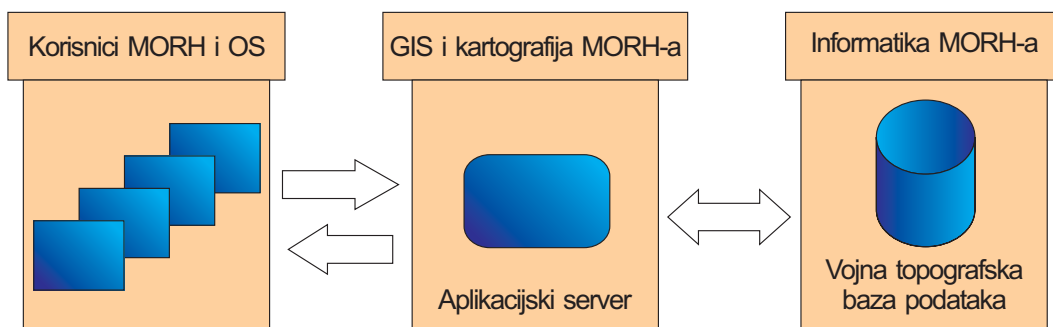 Korisnici MORH i OS
GIS i kartografija MORH-a
Informatika MORH-a
Aplikacijski server
Vojna topografska
baza podataka